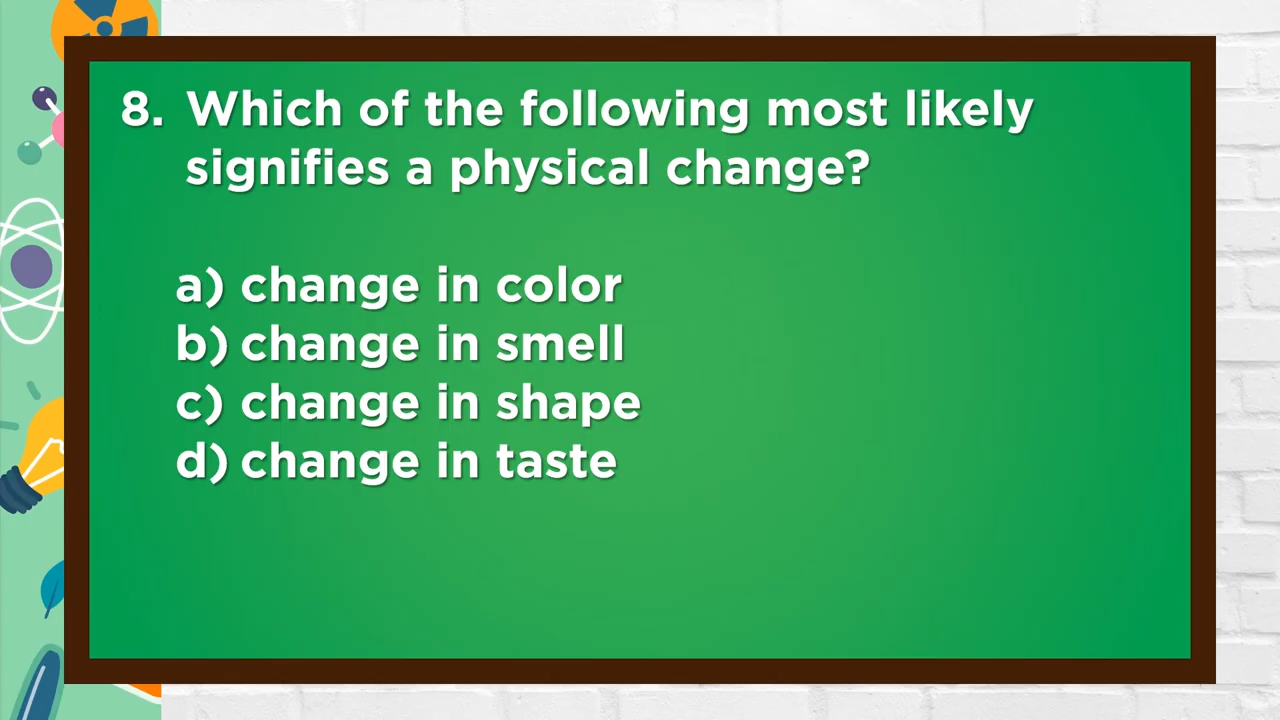 8. Which of the following most likely
signifies a physical change?
a) change in color
b) change in smell
c) change in shape
d) change in taste